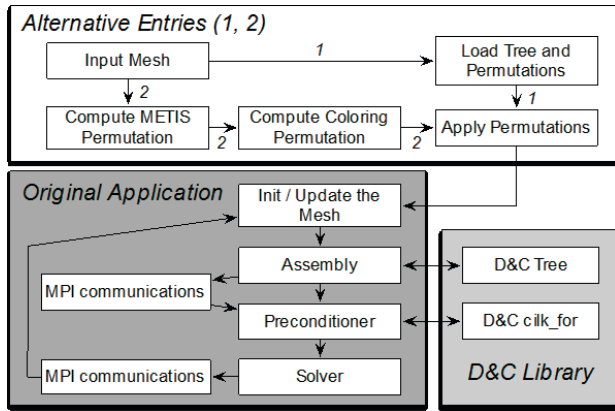 Alternative Entries (1, 2)
Input Mesh
1
Load Tree and
Permutations
2
1
Compute METIS
Permutation
2
Compute Coloring
Permutation
2
Apply Permutations
Original Application
Init / Update the
Mesh
Assembly
D&C Tree
MPI communications
Preconditioner
D&C cilk_for
MPI communications
Solver
D&C Library